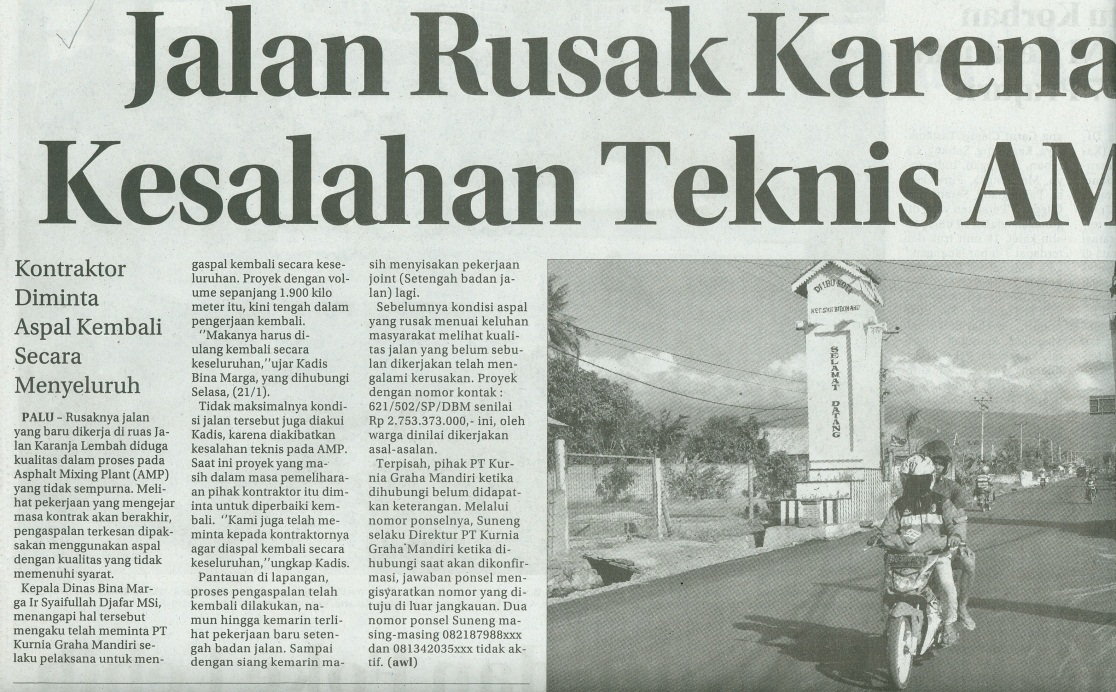 Jalan Rusak Karena
Kesalahan Teknis AM
Kontraktor
Diminta
Aspal Kembali
Secara
Menyeluruh
PALU – Rusaknya jalan
yang baru dikerja di ruas Ja-
lan Karanja Lembah diduga
kualitas dalam proses pada
Asphalt Mixing Plant (AMP)
yang tidak sempurna. Meli-
hat pekerjaan yang mengejar
masa kontrak akan berakhir,
pengaspalan terkesan dipak-
sakan menggunakan aspal
dengan kualitas yang tidak
memenuhi syarat.
Kepala Dinas Bina Mar-
ga Ir Syaifullah Djafar MSi,
menangapi hal tersebut
mengaku telah meminta PT
Kurnia Graha Mandiri se-
laku pelaksana untuk men-
gaspal kembali secara kese-
luruhan. Proyek dengan vol-
ume sepanjang 1.900 kilo
meter itu, kini tengah dalam
pengerjaan kembali.
‘‘Makanya harus di-
ulang kembali secara
keseluruhan,’’ujar Kadis
Bina Marga, yang dihubungi
Selasa, (21/1).
Tidak maksimalnya kondi-
si jalan tersebut juga diakui
Kadis, karena diakibatkan
kesalahan teknis pada AMP.
Saat ini proyek yang ma-
sih dalam masa pemelihara-
an pihak kontraktor itu dim-
inta untuk diperbaiki kem-
bali. ‘‘Kami juga telah me-
minta kepada kontraktornya
agar diaspal kembali secara
keseluruhan,’’ungkap Kadis.
Pantauan di lapangan,
proses pengaspalan telah
kembali dilakukan, na-
mun hingga kemarin terli-
hat pekerjaan baru seten-
gah badan jalan. Sampai
dengan siang kemarin ma-
sih menyisakan pekerjaan
joint (Setengah badan ja-
lan) lagi.
Sebelumnya kondisi aspal
yang rusak menuai keluhan
masyarakat melihat kuali-
tas jalan yang belum sebu-
lan dikerjakan telah men-
galami kerusakan. Proyek
dengan nomor kontak :
621/502/SP/DBM senilai
Rp 2.753.373.000,- ini, oleh
warga dinilai dikerjakan
asal-asalan.
Terpisah, pihak PT Kur-
nia Graha Mandiri ketika
dihubungi belum didapat-
kan keterangan. Melalui
nomor ponselnya, Suneng
selaku Direktur PT Kurnia
Graha Mandiri ketika di-
hubungi saat akan dikonfir-
masi, jawaban ponsel men-
gisyaratkan nomor yang di-
tuju di luar jangkauan. Dua
nomor ponsel Suneng ma-
sing-masing 082187988xxx
dan 081342035xxx tidak ak-
tif. (awl)
DI IBU KOTA
SELAMAT DATANG